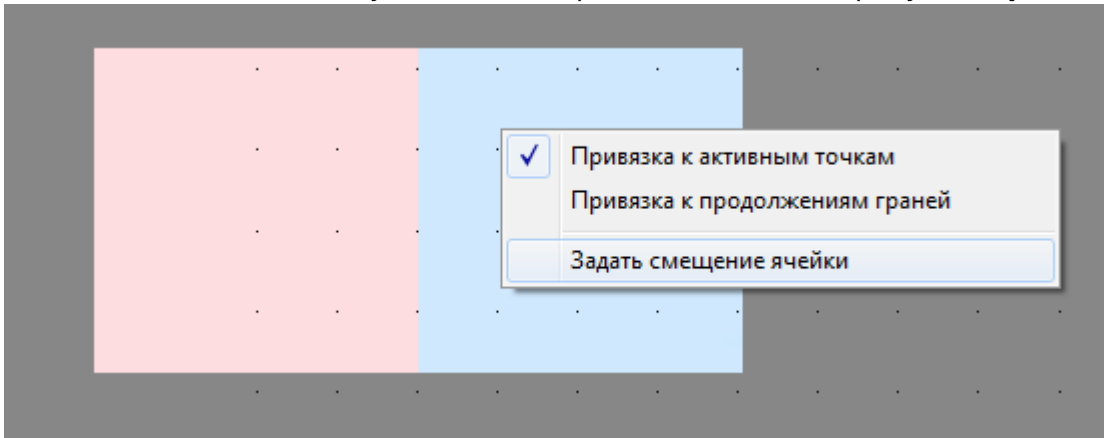 Привязка к активным точкам
Привязка к продолжениям граней
Задать смещение ячейки